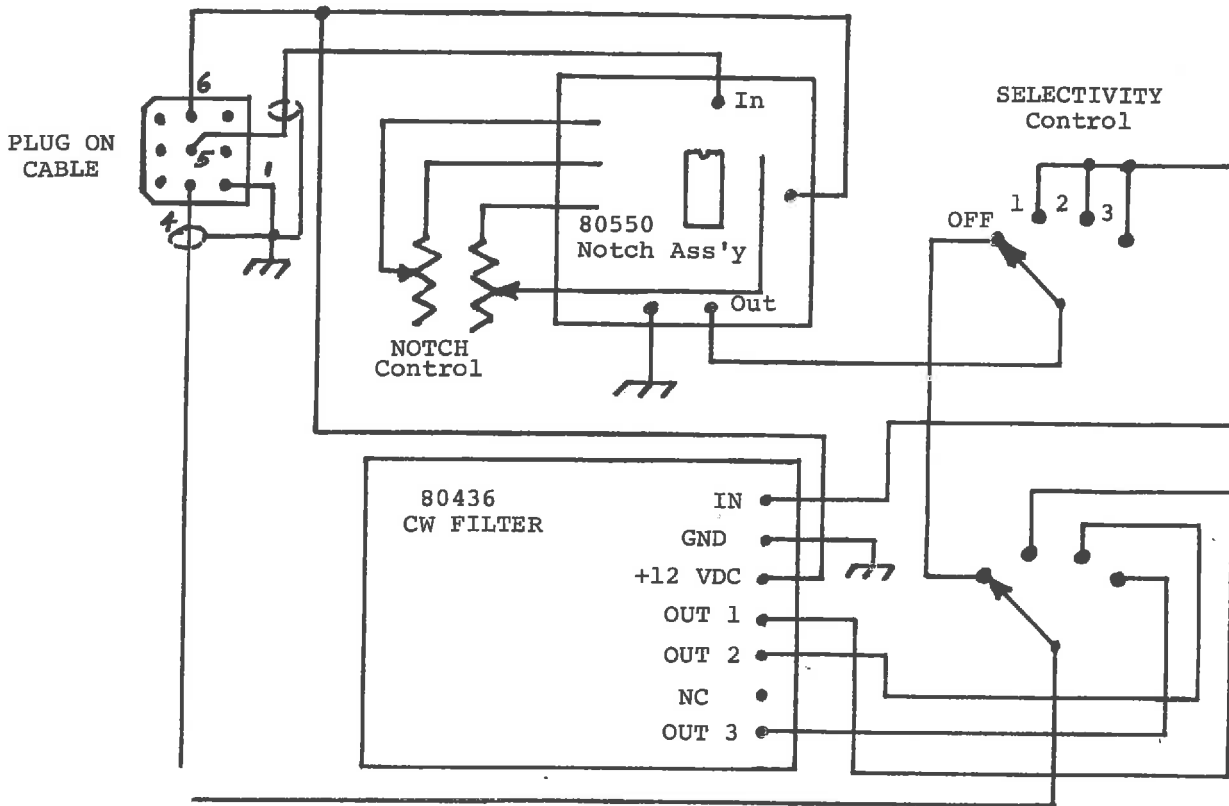 6
In
SELECTIVITY
Control
PLUG ON
CABLE
5
1
4
1 2 3
OFF
80550
Notch Ass'y
Out
NOTCH
Control
80436
CW FILTER
IN
GND
+12 VDC
OUT 1
OUT 2
NC
OUT 3